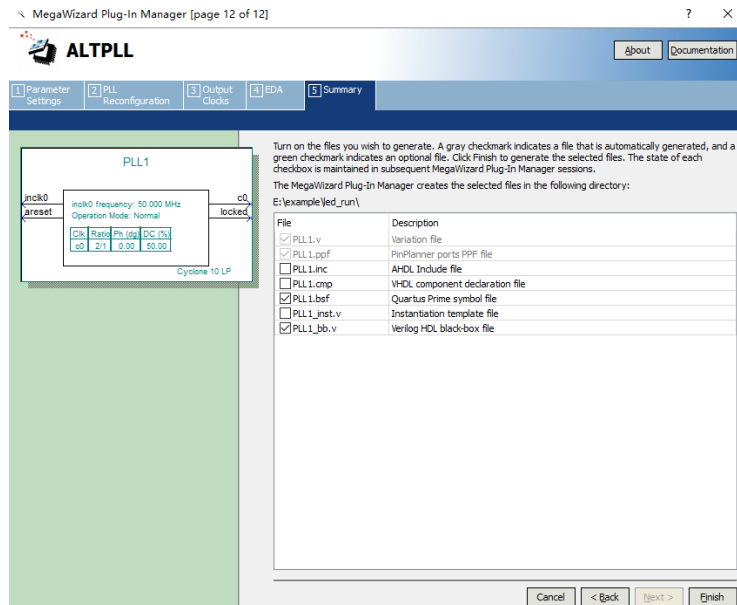 MegaWizard Plug-In Manager [page 12 of 12]
? ×
ALTPLL
About Documentation
1 Parameter Settings
2 PLL Reconfiguration
3 Output Clocks
4 EDA
5 Summary
PLL1
inclk0 c0
areset locked
inclk0 frequency: 50.000 MHz
Operation Mode: Normal
Clk Ratio Ph (dg) DC (%)
c0 2/1 0.00 50.00
Cyclone 10 LP
Turn on the files you wish to generate. A gray checkmark indicates a file that is automatically generated, and a
green checkmark indicates an optional file. Click Finish to generate the selected files. The state of each
checkbox is maintained in subsequent MegaWizard Plug-In Manager sessions.
The MegaWizard Plug-In Manager creates the selected files in the following directory:
E:\example\led_run\
File Description
PLL1.v Variation file
PLL1.ppf PinPlanner ports PPF file
PLL1.inc AHDL Include file
PLL1.cmp VHDL component declaration file
PLL1.bsf Quartus Prime symbol file
PLL1_inst.v Instantiation template file
PLL1_bb.v Verilog HDL black-box file
Cancel < Back Next > Finish